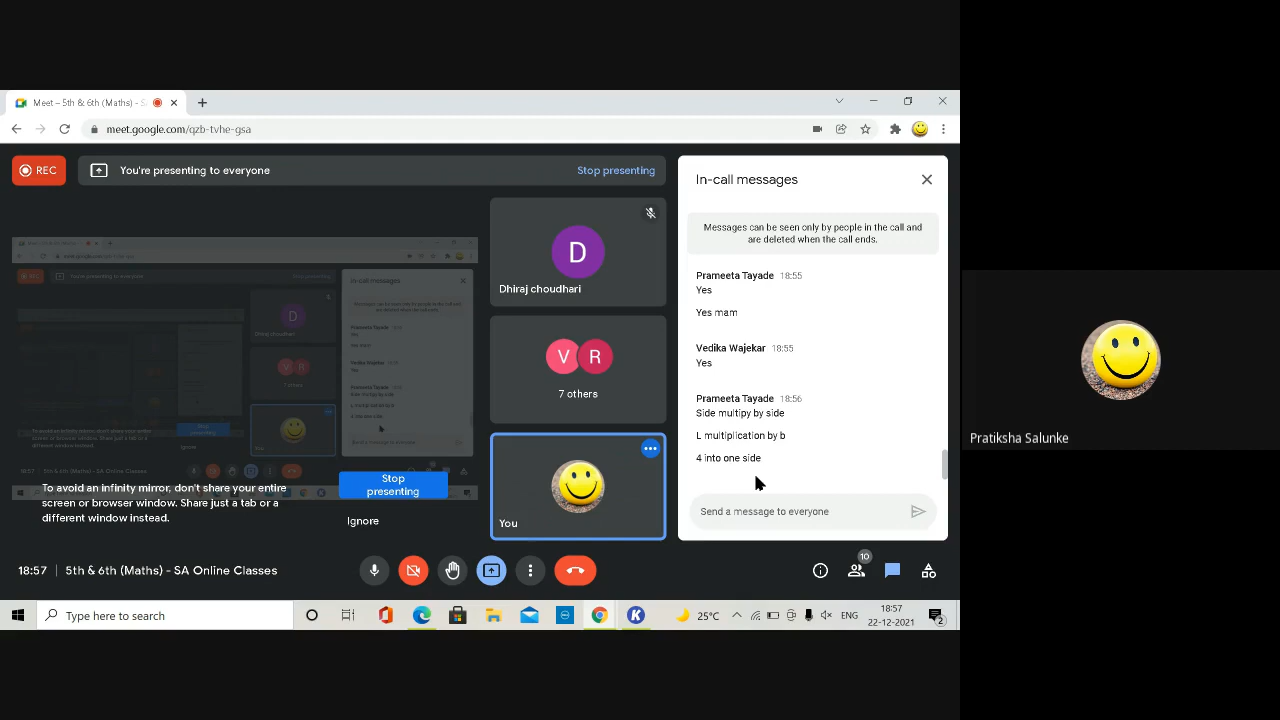 Meet – 5th & 6th (Maths) - S
meet.google.com/qzb-tvhe-gsa
REC
You're presenting to everyone
Stop presenting
In-call messages
Messages can be seen only by people in the call and
are deleted when the call ends.
Prameeta Tayade 18:55
Yes
Yes mam
Vedika Wajekar 18:55
Yes
Prameeta Tayade 18:56
Side multipy by side
L multiplication by b
4 into one side
Send a message to everyone
D
Dhiraj choudhari
V R
7 others
You
To avoid an infinity mirror, don't share your entire
screen or browser window. Share just a tab or a
different window instead.
Stop
presenting
Ignore
18:57 5th & 6th (Maths) - SA Online Classes
10
Type here to search
25°C
ENG
18:57
22-12-2021
2
Pratiksha Salunke